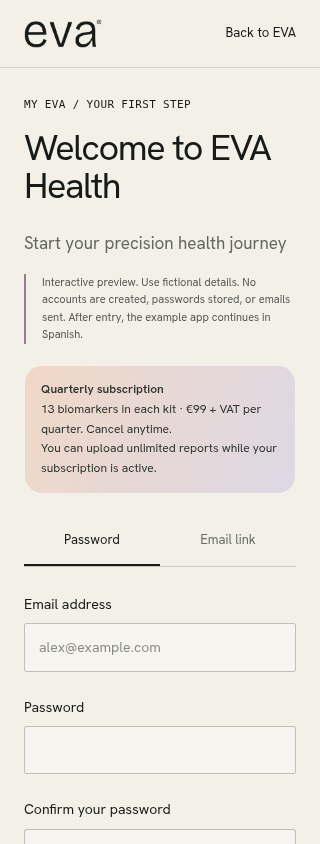 eva®
Back to EVA
MY EVA / YOUR FIRST STEP
Welcome to EVA
Health
Start your precision health journey
Interactive preview. Use fictional details. No
accounts are created, passwords stored, or emails
sent. After entry, the example app continues in
Spanish.
Quarterly subscription
13 biomarkers in each kit · €99 + VAT per
quarter. Cancel anytime.
You can upload unlimited reports while your
subscription is active.
Password
Email link
Email address
alex@example.com
Password
Confirm your password